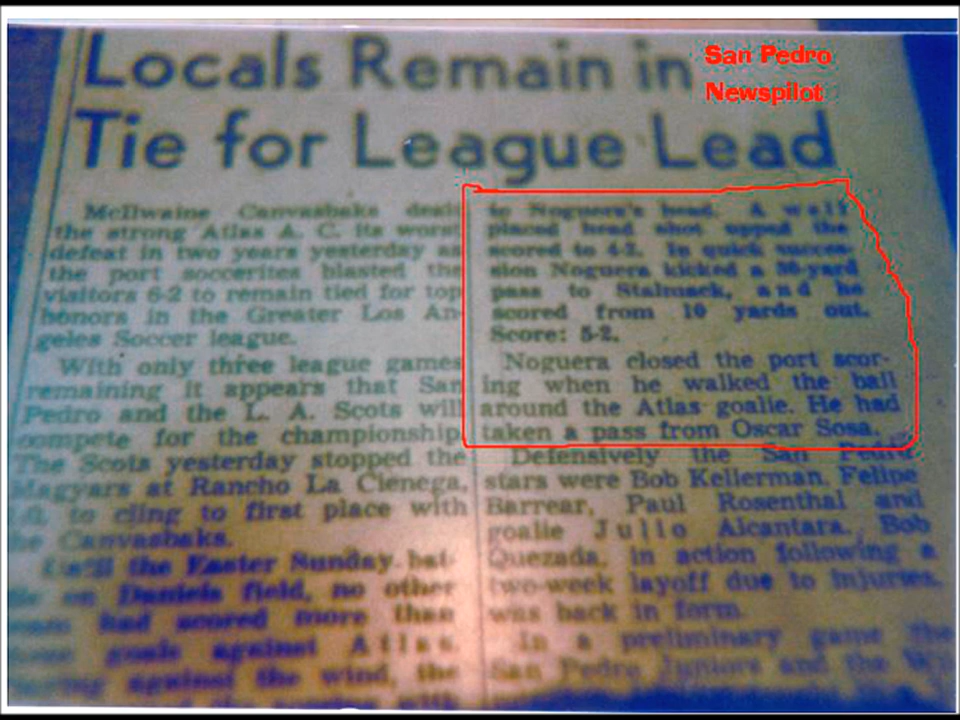 Locals Remain in
Tie for League Lead
San Pedro
Newspilot
McIlwaine Canvasbaks dealt
the strong Atlas A. C. its worst
defeat in two years yesterday as
the port soccerites blasted the
visitors 6-2 to remain tied for top
honors in the Greater Los An-
geles Soccer league.
With only three league games
remaining it appears that San
Pedro and the L. A. Scots will
compete for the championship.
The Scots yesterday stopped the
Magyars at Rancho La Cienega,
to cling to first place with
the Canvasbaks.
Until the Easter Sunday bat-
tle on Daniels field, no other
team had scored more than
goals against Atlas.
against the wind, the
to Noguera's head. A well
placed head shot upped the
scored to 4-2. In quick succes-
sion Noguera kicked a 30-yard
pass to Stalmack, and he
scored from 10 yards out.
Score: 5-2.
Noguera closed the port scor-
ing when he walked the ball
around the Atlas goalie. He had
taken a pass from Oscar Sosa.
Defensively the San Pedro
stars were Bob Kellerman, Felipe
Barrear, Paul Rosenthal and
goalie Julio Alcantara. Bob
Quezada, in action following a
two-week layoff due to injuries,
was back in form.
In a preliminary game the
San Pedro Juniors and the